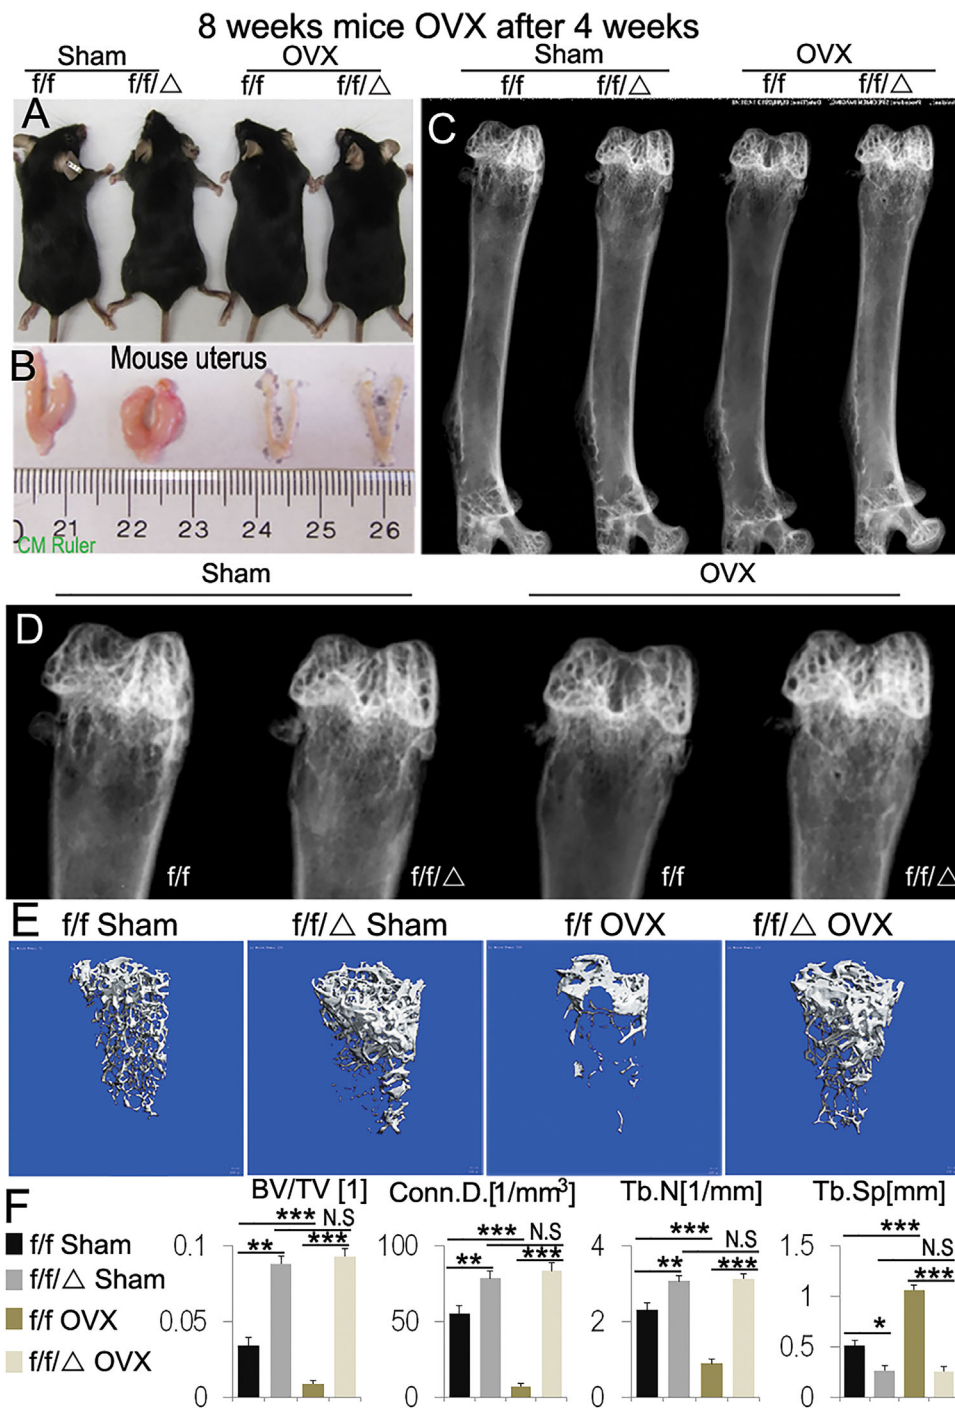 8 weeks mice OVX after 4 weeks
Sham OVX Sham OVX
f/f f/f/△ f/f f/f/△ f/f f/f/△ f/f f/f/△
A
C
B Mouse uterus
21 22 23 24 25 26
CM Ruler
Sham OVX
D
f/f f/f/△ f/f f/f/△
E f/f Sham f/f/△ Sham f/f OVX f/f/△ OVX
F
BV/TV [1] Conn.D.[1/mm³] Tb.N[1/mm] Tb.Sp[mm]
f/f Sham
f/f/△ Sham
f/f OVX
f/f/△ OVX
*** N.S
** ***
0.1
0.05
0
*** N.S
** ***
100
50
0
*** N.S
** ***
4
2
0
*** N.S
* ***
1.5
1
0.5
0